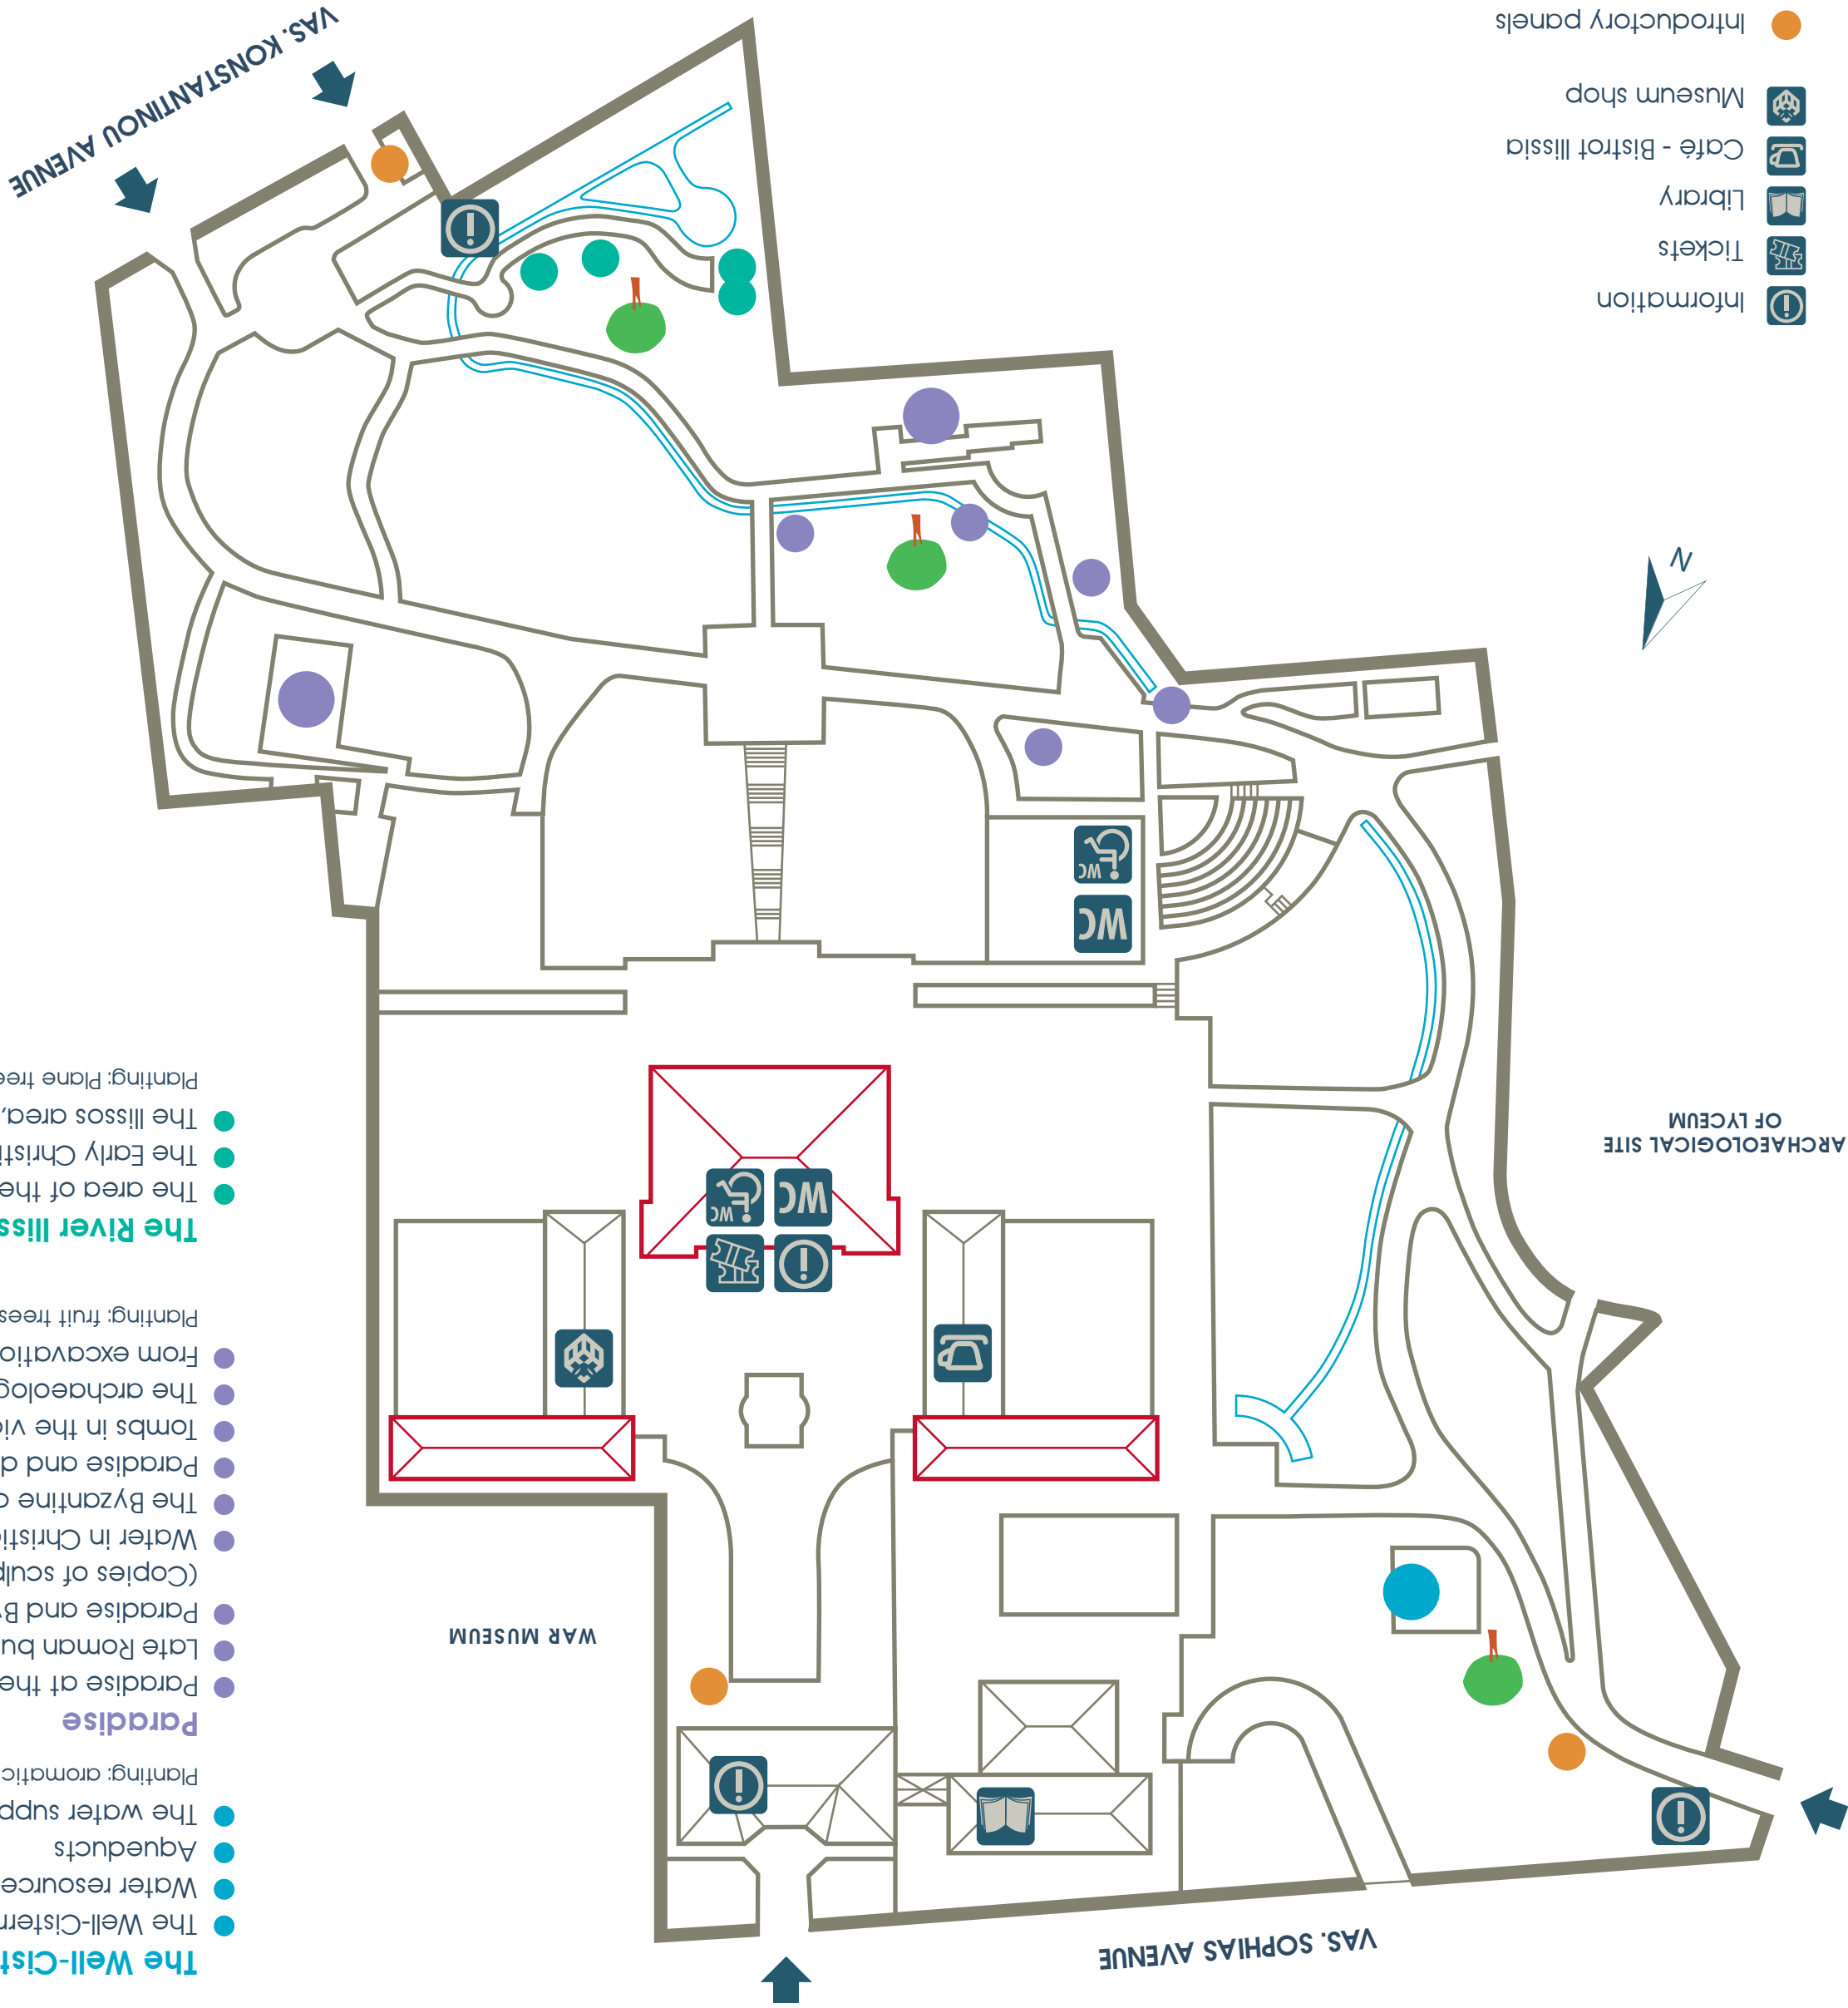 VAS. SOPHIAS AVENUE
The Well-Cist
The Well-Cistern
Water resource
Aqueducts
The water supp
Planting: aromatic
Paradise
Paradise at the
Late Roman bu
Paradise and B
(Copies of sculp
Water in Christi
The Byzantine
Paradise and a
Tombs in the vi
The archaeolog
From excavatio
Planting: fruit trees
The River Iliss
The area of the
The Early Christi
The Ilissos area,
Planting: Plane tree
WAR MUSEUM
ARCHAEOLOGICAL SITE
OF LYCEUM
WC
WC
WC
WC
N
VAS. KONSTANTINOU AVENUE
Information
Tickets
Library
Café - Bistrot Ilissia
Museum shop
Introductory panels